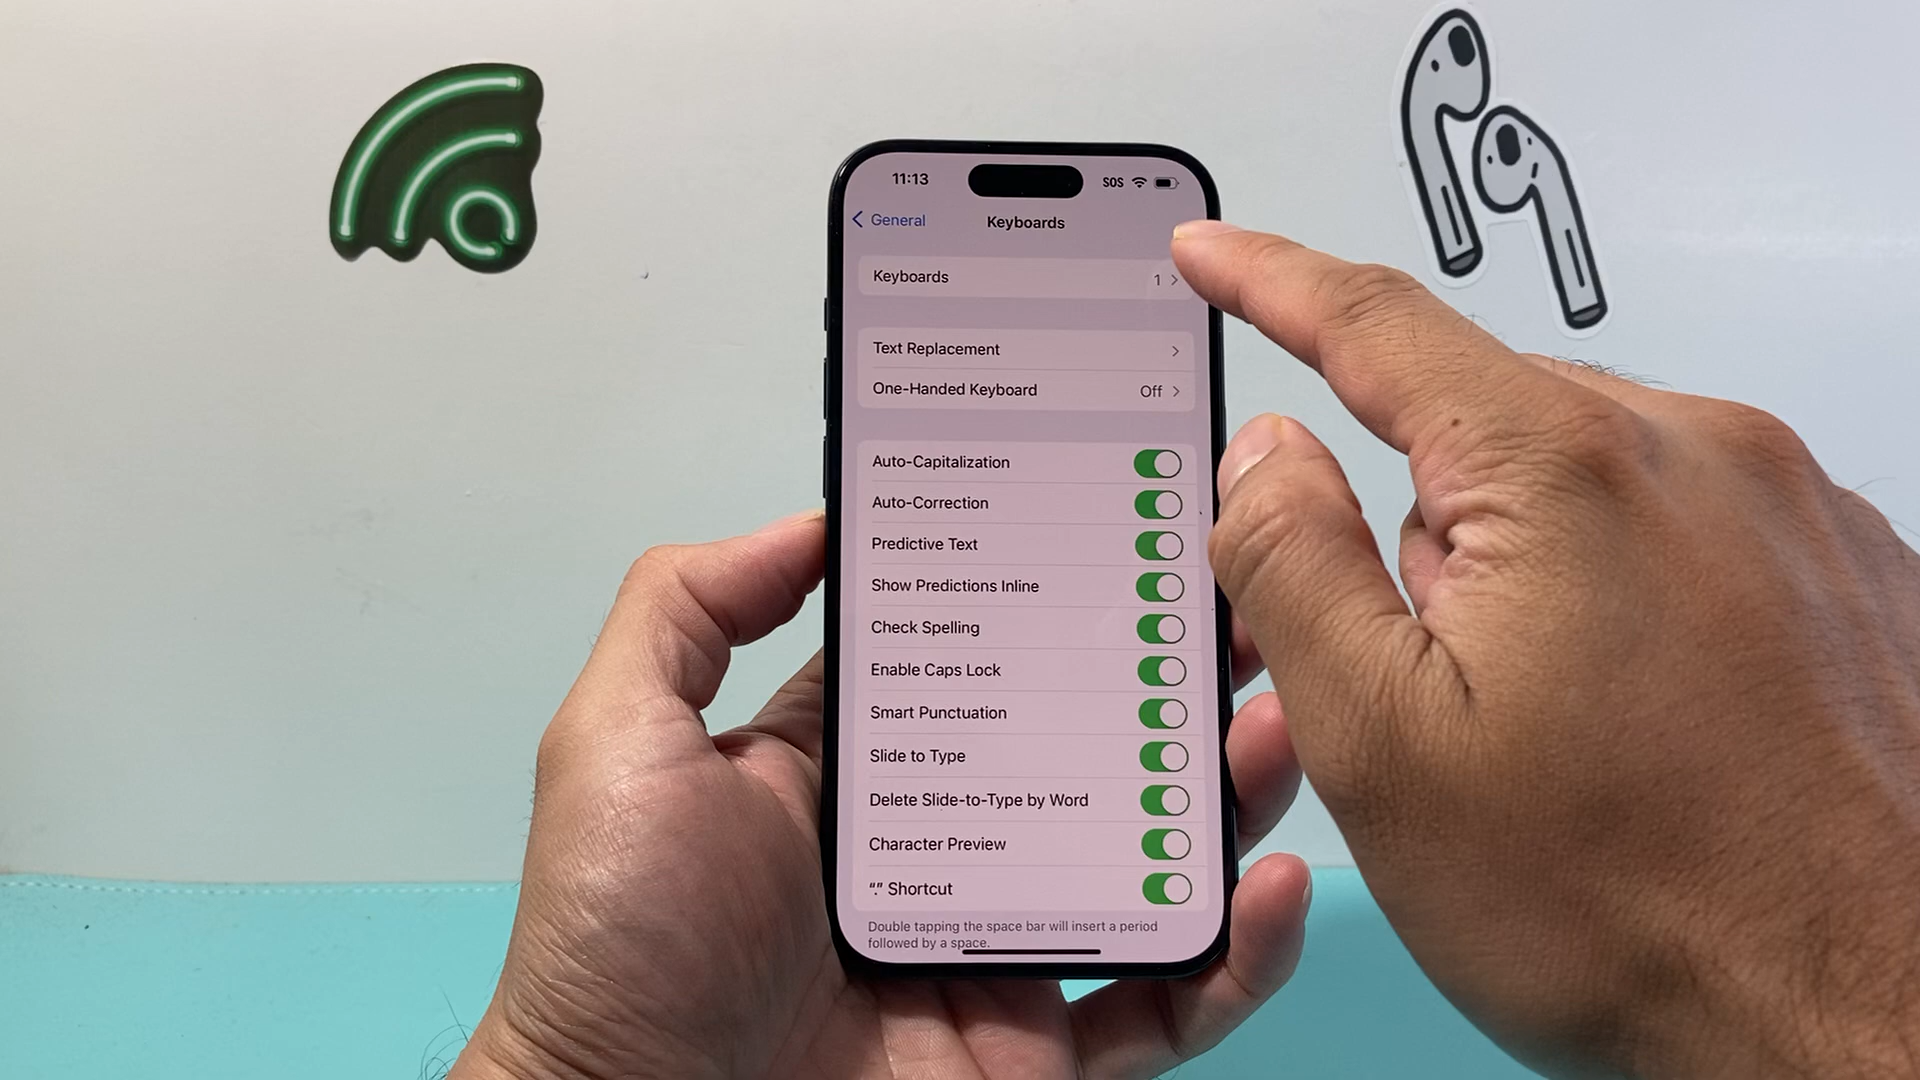 11:13 SOS
General Keyboards
Keyboards 1
Text Replacement
One-Handed Keyboard Off
Auto-Capitalization
Auto-Correction
Predictive Text
Show Predictions Inline
Check Spelling
Enable Caps Lock
Smart Punctuation
Slide to Type
Delete Slide-to-Type by Word
Character Preview
“.” Shortcut
Double tapping the space bar will insert a period
followed by a space.